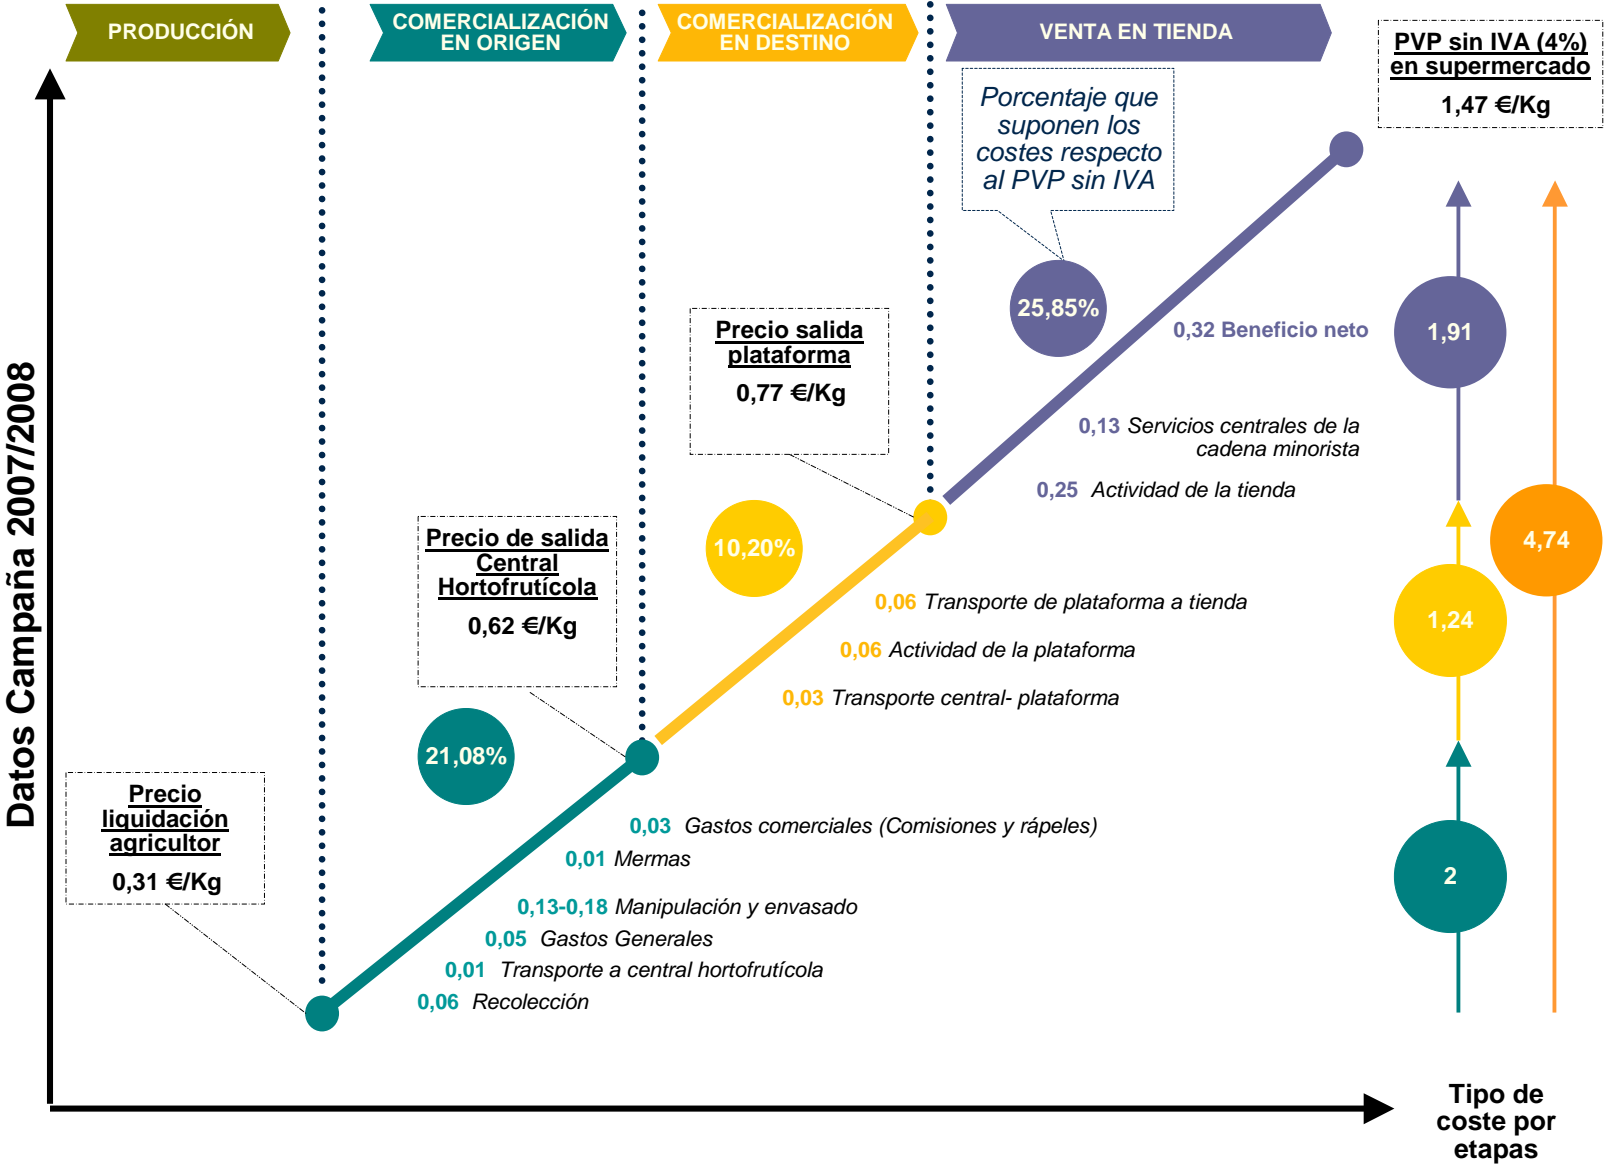 PRODUCCIÓN
COMERCIALIZACIÓN
EN ORIGEN
COMERCIALIZACIÓN
EN DESTINO
VENTA EN TIENDA
PVP sin IVA (4%)
en supermercado
1,47 €/Kg
Porcentaje que
suponen los
costes respecto
al PVP sin IVA
25,85%
0,32 Beneficio neto
1,91
Precio salida
plataforma
0,77 €/Kg
0,13 Servicios centrales de la
cadena minorista
0,25 Actividad de la tienda
Precio de salida
Central
Hortofrutícola
0,62 €/Kg
10,20%
4,74
0,06 Transporte de plataforma a tienda
0,06 Actividad de la plataforma
0,03 Transporte central- plataforma
1,24
21,08%
Precio
liquidación
agricultor
0,31 €/Kg
0,03 Gastos comerciales (Comisiones y rápeles)
0,01 Mermas
0,13-0,18 Manipulación y envasado
0,05 Gastos Generales
0,01 Transporte a central hortofrutícola
0,06 Recolección
2
Datos Campaña 2007/2008
Tipo de
coste por
etapas